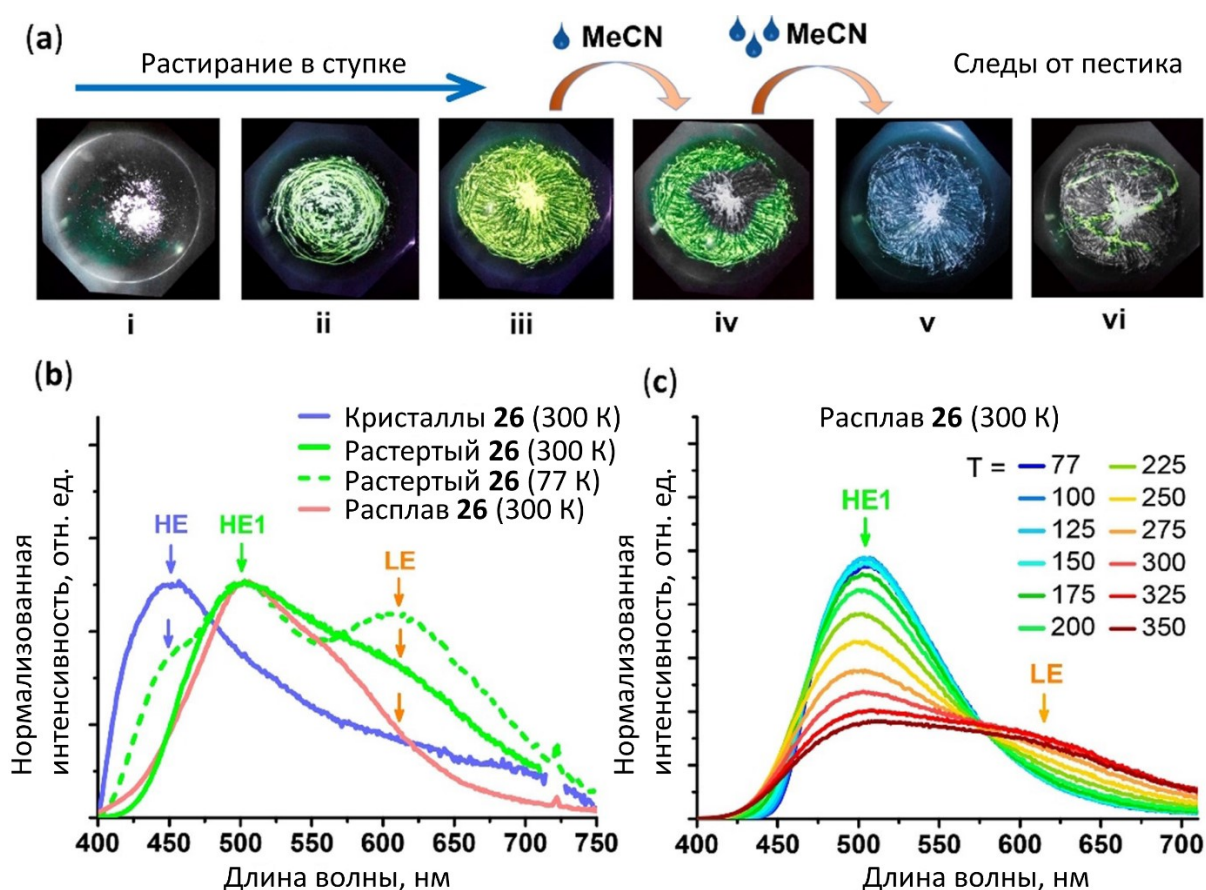 (a)
MeCN
MeCN
Растирание в ступке
Следы от пестика
i
ii
iii
iv
v
vi
(b)
Кристаллы 26 (300 К)
Растертый 26 (300 К)
Растертый 26 (77 К)
Расплав 26 (300 К)
HE
HE1
LE
Нормализованная
интенсивность, отн. ед.
400 450 500 550 600 650 700 750
Длина волны, нм
(c)
Расплав 26 (300 К)
T =
77
100
125
150
175
200
225
250
275
300
325
350
HE1
LE
Нормализованная
интенсивность, отн. ед.
400 450 500 550 600 650 700
Длина волны, нм